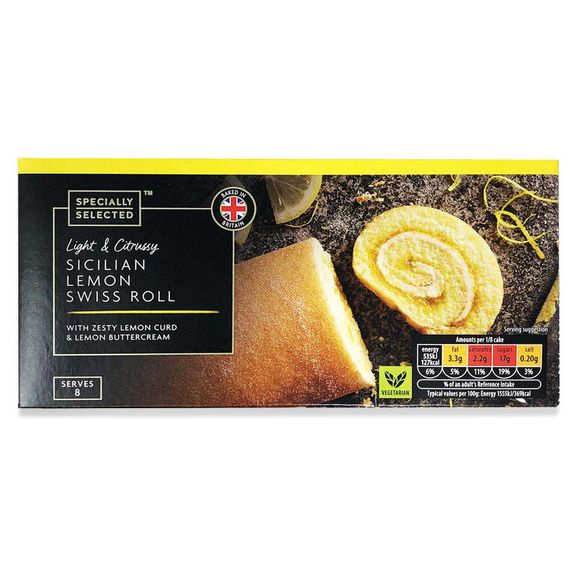 SPECIALLY
SELECTED
™
BAKED IN
BRITAIN
Light & Citrussy
SICILIAN
LEMON
SWISS ROLL
WITH ZESTY LEMON CURD
& LEMON BUTTERCREAM
SERVES
8
VEGETARIAN
Serving suggestion
Amounts per 1/8 cake
energy fat saturates sugars salt
535kJ 3.3g 2.2g 17g 0.20g
127kcal
6% 5% 11% 19% 3%
% of an adult's Reference Intake
Typical values per 100g: Energy 1555kJ/369kcal